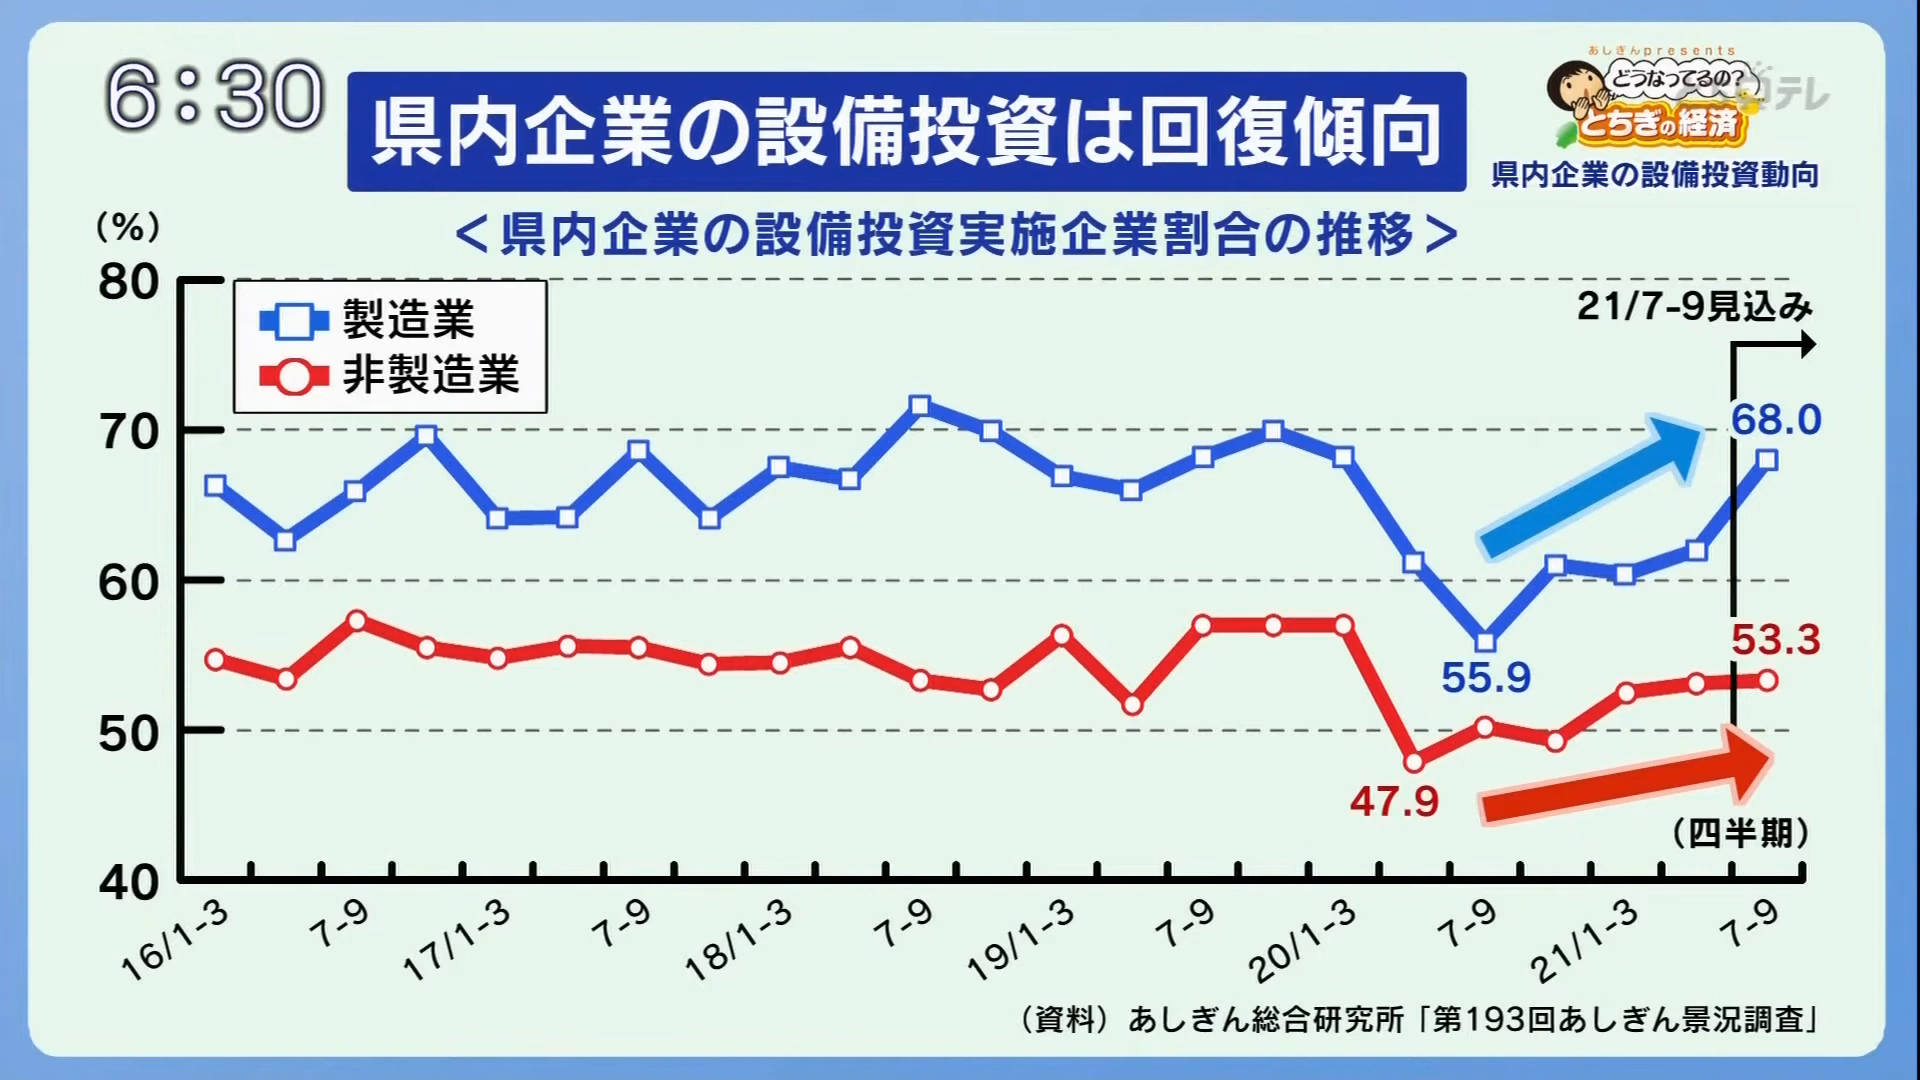 6:30
県内企業の設備投資は回復傾向
あしぎんpresents
どうなってるの?
とちぎの経済
県内企業の設備投資動向
<県内企業の設備投資実施企業割合の推移>
(%)
80
70
60
50
40
製造業
非製造業
21/7-9見込み
68.0
53.3
55.9
47.9
(四半期)
16/1-3 7-9 17/1-3 7-9 18/1-3 7-9 19/1-3 7-9 20/1-3 7-9 21/1-3 7-9
(資料)あしぎん総合研究所「第193回あしぎん景況調査」